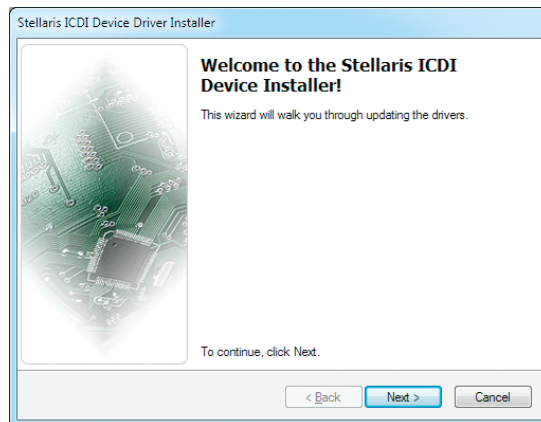 Stellaris ICDI Device Driver Installer
Welcome to the Stellaris ICDI
Device Installer!
This wizard will walk you through updating the drivers.
To continue, click Next.
< Back Next > Cancel